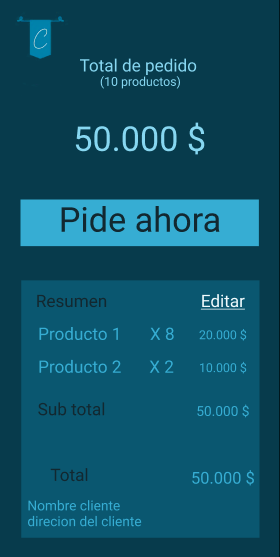 C
Total de pedido
(10 productos)
50.000 $
Pide ahora
Resumen Editar
Producto 1 X 8 20.000 $
Producto 2 X 2 10.000 $
Sub total 50.000 $
Total 50.000 $
Nombre cliente
direcion del cliente